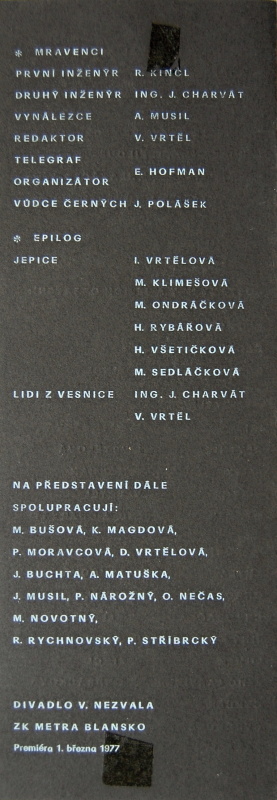 * MRAVENCI
PRVNÍ INŽENÝR R. KINCL
DRUHÝ INŽENÝR ING. J. CHARVÁT
VYNÁLEZCE A. MUSIL
REDAKTOR V. VRTĚL
TELEGRAF
E. HOFMAN
ORGANIZÁTOR
VŮDCE ČERNÝCH J. POLÁŠEK
* EPILOG
JEPICE I. VRTĚLOVÁ
M. KLIMEŠOVÁ
M. ONDRÁČKOVÁ
H. RYBÁŘOVÁ
H. VŠETIČKOVÁ
M. SEDLÁČKOVÁ
LIDI Z VESNICE ING. J. CHARVÁT
V. VRTĚL
NA PŘEDSTAVENÍ DÁLE
SPOLUPRACUJÍ:
M. BUŠOVÁ, K. MAGDOVÁ,
P. MORAVCOVÁ, D. VRTĚLOVÁ,
J. BUCHTA, A. MATUŠKA,
J. MUSIL, P. NÁROŽNÝ, O. NEČAS,
M. NOVOTNÝ,
R. RYCHNOVSKÝ, P. STŘÍBRCKÝ
DIVADLO V. NEZVALA
ZK METRA BLANSKO
Premiéra 1. března 1977